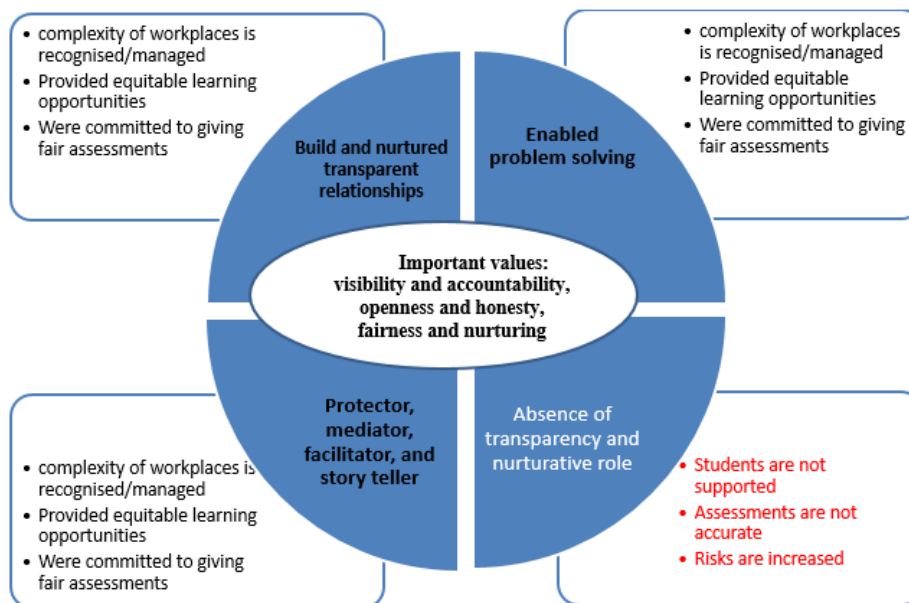 • complexity of workplaces is
recognised/managed
• Provided equitable learning
opportunities
• Were committed to giving
fair assessments
• complexity of workplaces
is recognised/managed
• Provided equitable
learning opportunities
• Were committed to giving
fair assessments
Build and nurtured
transparent
relationships
Enabled
problem solving
Important values:
visibility and accountability,
openness and honesty,
fairness and nurturing
Protector,
mediator,
facilitator, and
story teller
Absence of
transparency and
nurturative role
• complexity of workplaces is
recognised/managed
• Provided equitable learning
opportunities
• Were committed to giving
fair assessments
• Students are not
supported
• Assessments are not
accurate
• Risks are increased